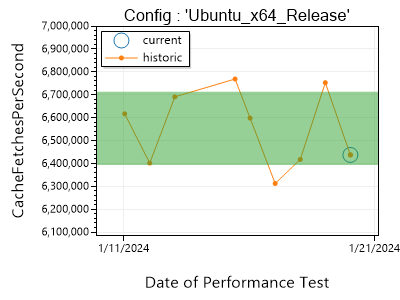 Config : 'Ubuntu_x64_Release'
CacheFetchesPerSecond
7,000,000
6,900,000
6,800,000
6,700,000
6,600,000
6,500,000
6,400,000
6,300,000
6,200,000
6,100,000
current
historic
1/11/2024
1/21/2024
Date of Performance Test